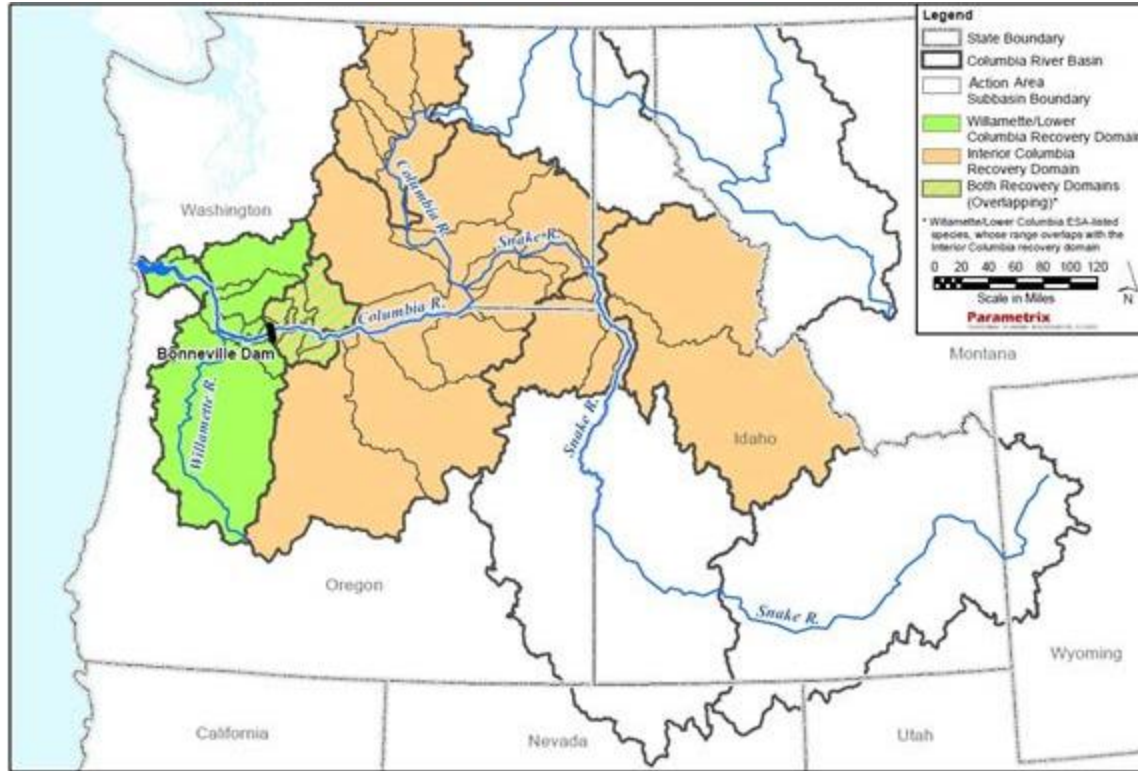 Legend
State Boundary
Columbia River Basin
Action Area
Subbasin Boundary
Willamette/Lower
Columbia Recovery Domain
Interior Columbia
Recovery Domain
Both Recovery Domains
(Overlapping)*
* Willamette/Lower Columbia ESA-listed
species, whose range overlaps with the
Interior Columbia recovery domain
0 20 40 60 80 100 120
Scale in Miles
N
Parametrix
Washington
Columbia R.
Snake R.
Columbia R.
Bonneville Dam
Montana
Willamette R.
Snake R.
Idaho
Oregon
Snake R.
Wyoming
California
Nevada
Utah